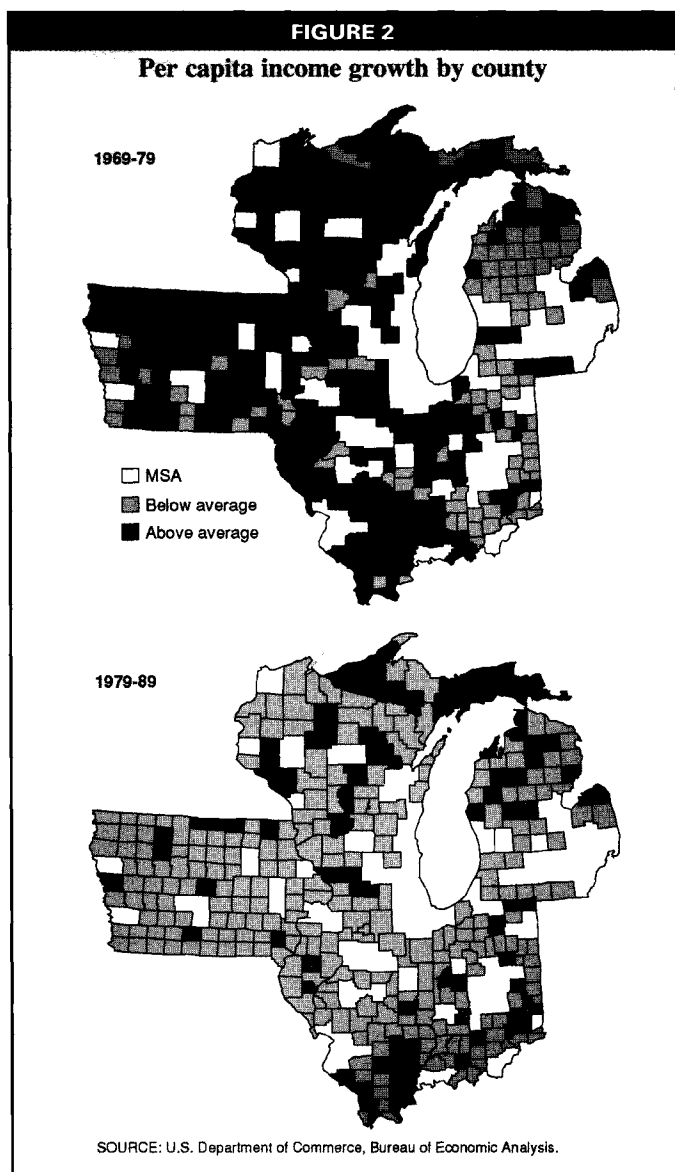 FIGURE 2
Per capita income growth by county
1969-79
MSA
Below average
Above average
1979-89
SOURCE: U.S. Department of Commerce, Bureau of Economic Analysis.